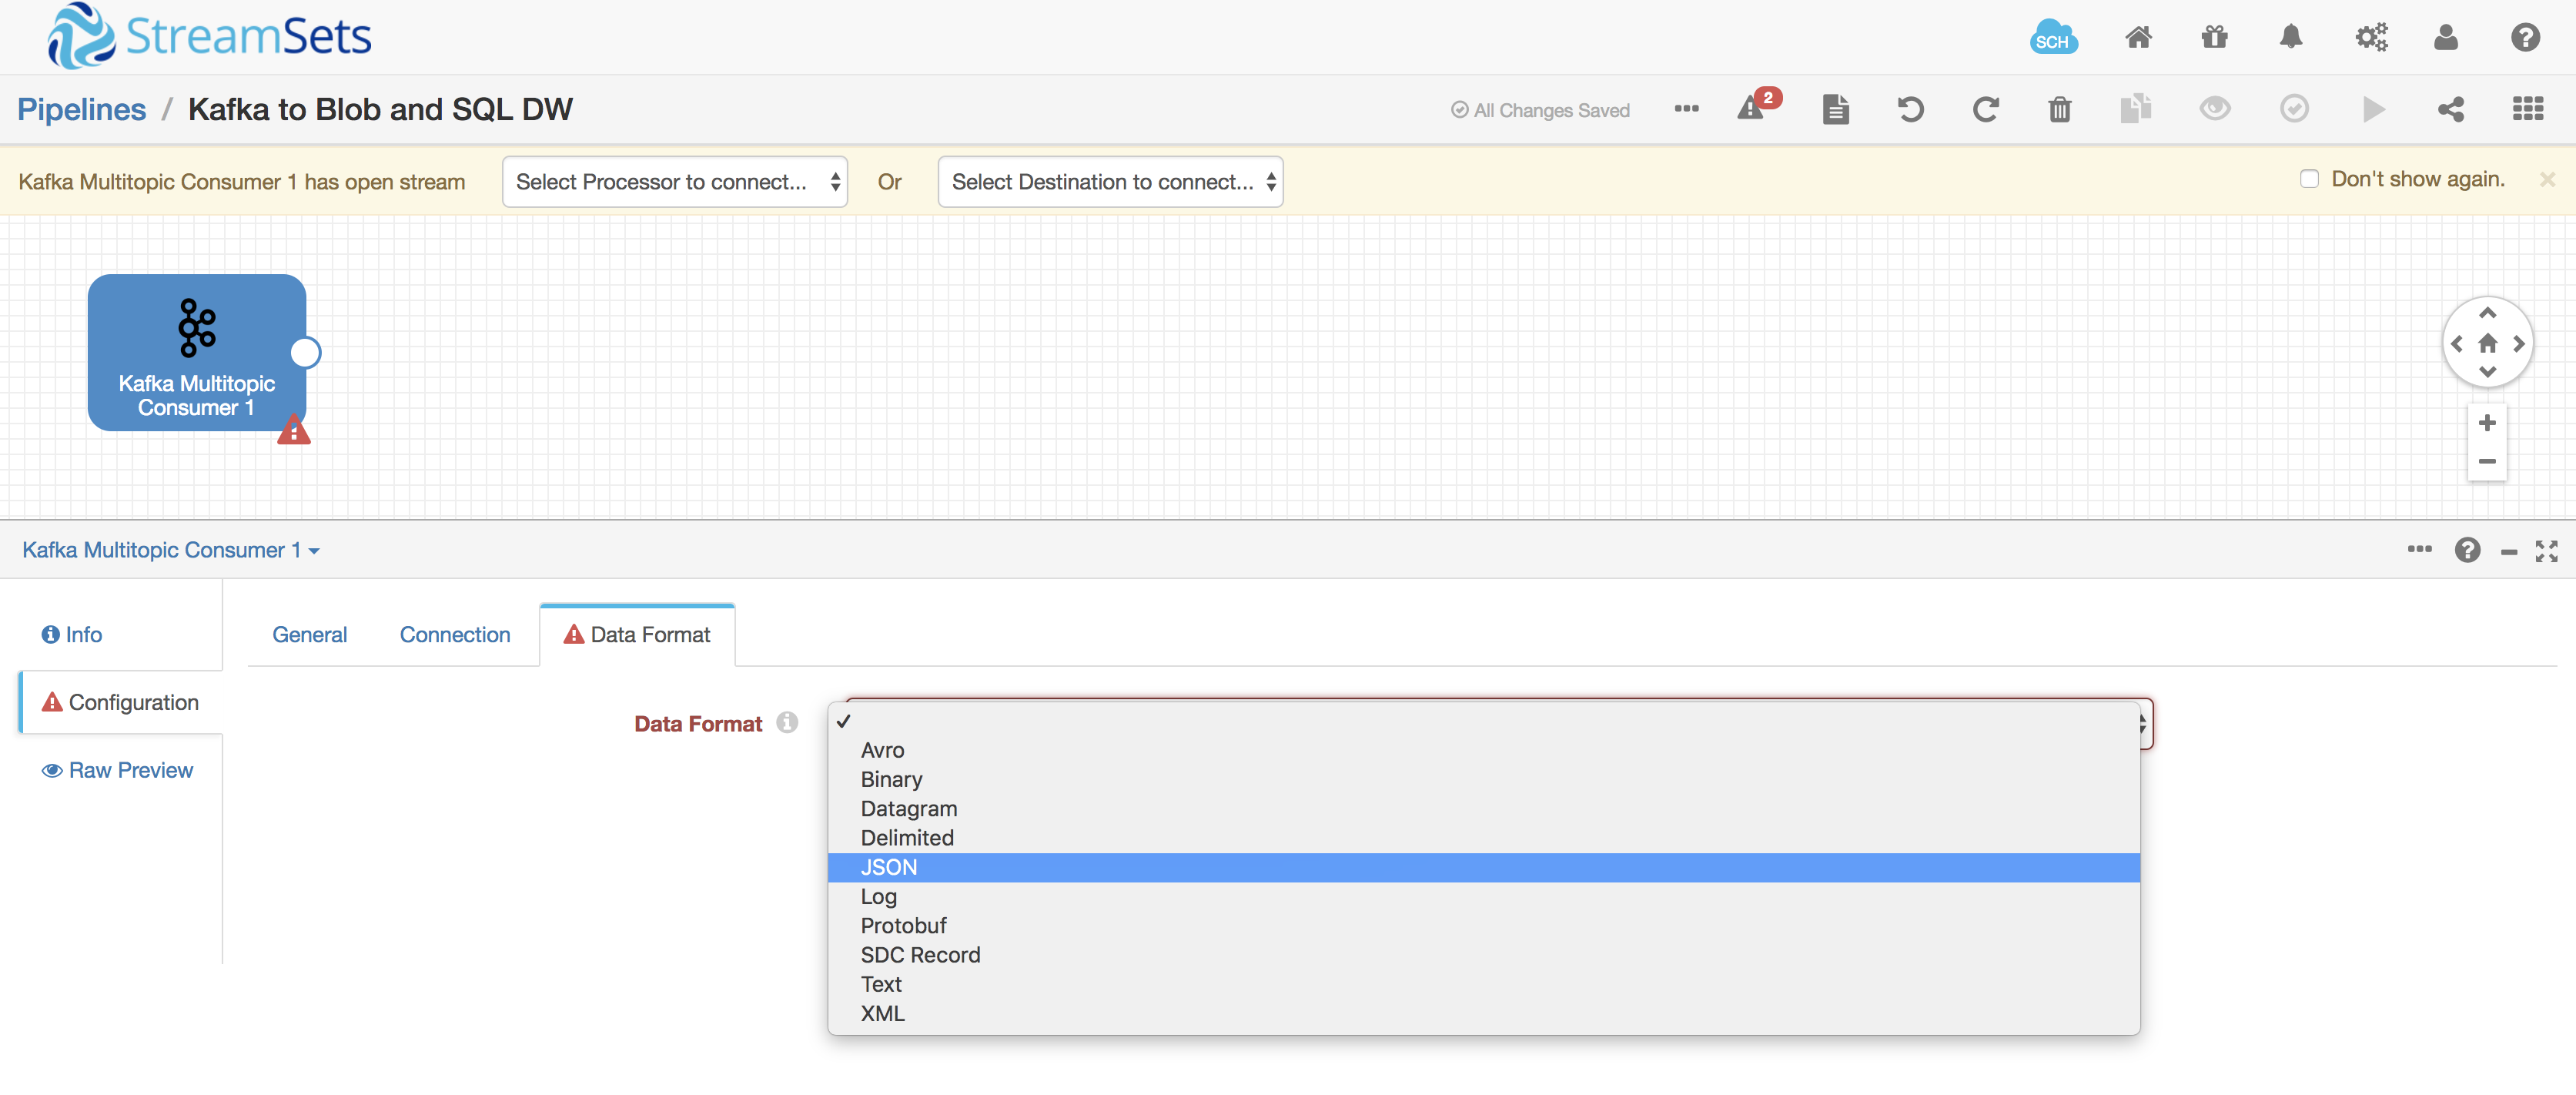 StreamSets
SCH
Pipelines / Kafka to Blob and SQL DW
All Changes Saved
2
Kafka Multitopic Consumer 1 has open stream
Select Processor to connect...
Or
Select Destination to connect...
Don't show again.
Kafka Multitopic
Consumer 1
Kafka Multitopic Consumer 1
Info
General
Connection
Data Format
Configuration
Raw Preview
Data Format
Avro
Binary
Datagram
Delimited
JSON
Log
Protobuf
SDC Record
Text
XML